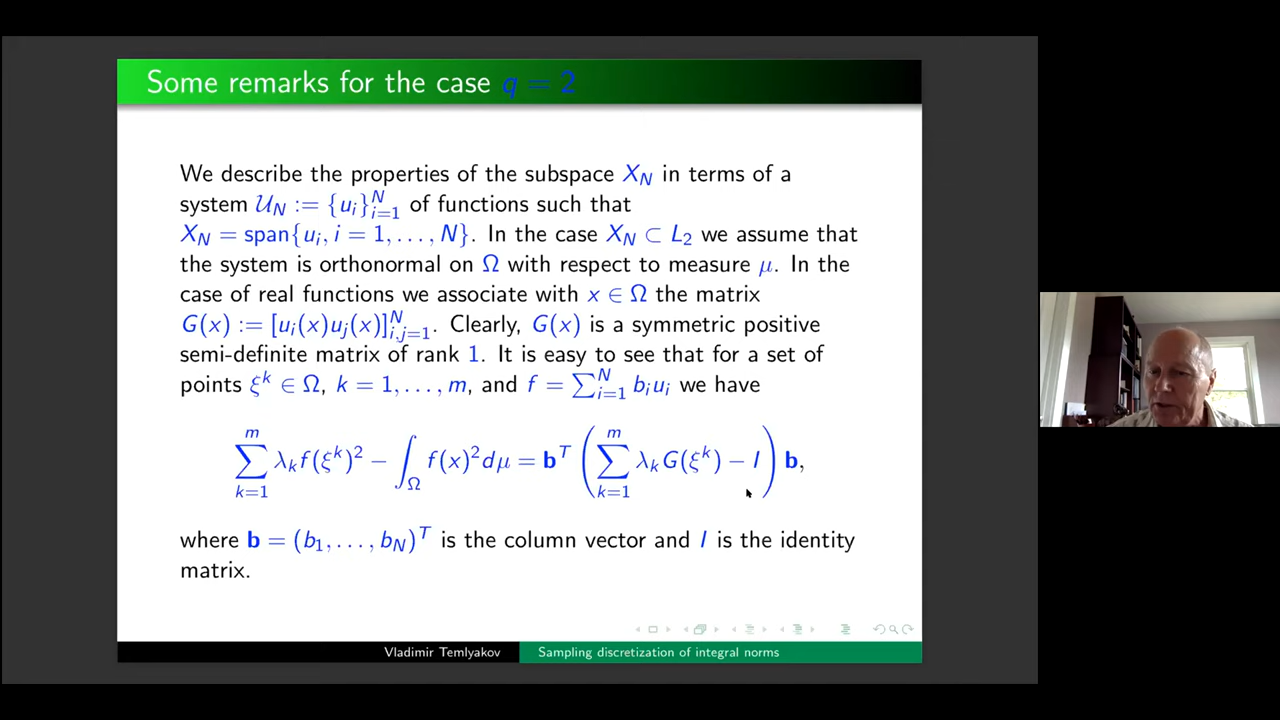 Some remarks for the case q = 2
We describe the properties of the subspace X_N in terms of a
system 𝒰_N := {u_i}_{i=1}^N of functions such that
X_N = span{u_i, i = 1, . . . , N}. In the case X_N ⊂ L_2 we assume that
the system is orthonormal on Ω with respect to measure μ. In the
case of real functions we associate with x ∈ Ω the matrix
G(x) := [u_i(x)u_j(x)]_{i,j=1}^N. Clearly, G(x) is a symmetric positive
semi-definite matrix of rank 1. It is easy to see that for a set of
points ξ^k ∈ Ω, k = 1, . . . , m, and f = ∑_{i=1}^N b_i u_i we have
∑_{k=1}^m λ_k f(ξ^k)^2 − ∫_Ω f(x)^2 dμ = b^T (∑_{k=1}^m λ_k G(ξ^k) − I) b,
where b = (b_1, . . . , b_N)^T is the column vector and I is the identity
matrix.
Vladimir Temlyakov
Sampling discretization of integral norms